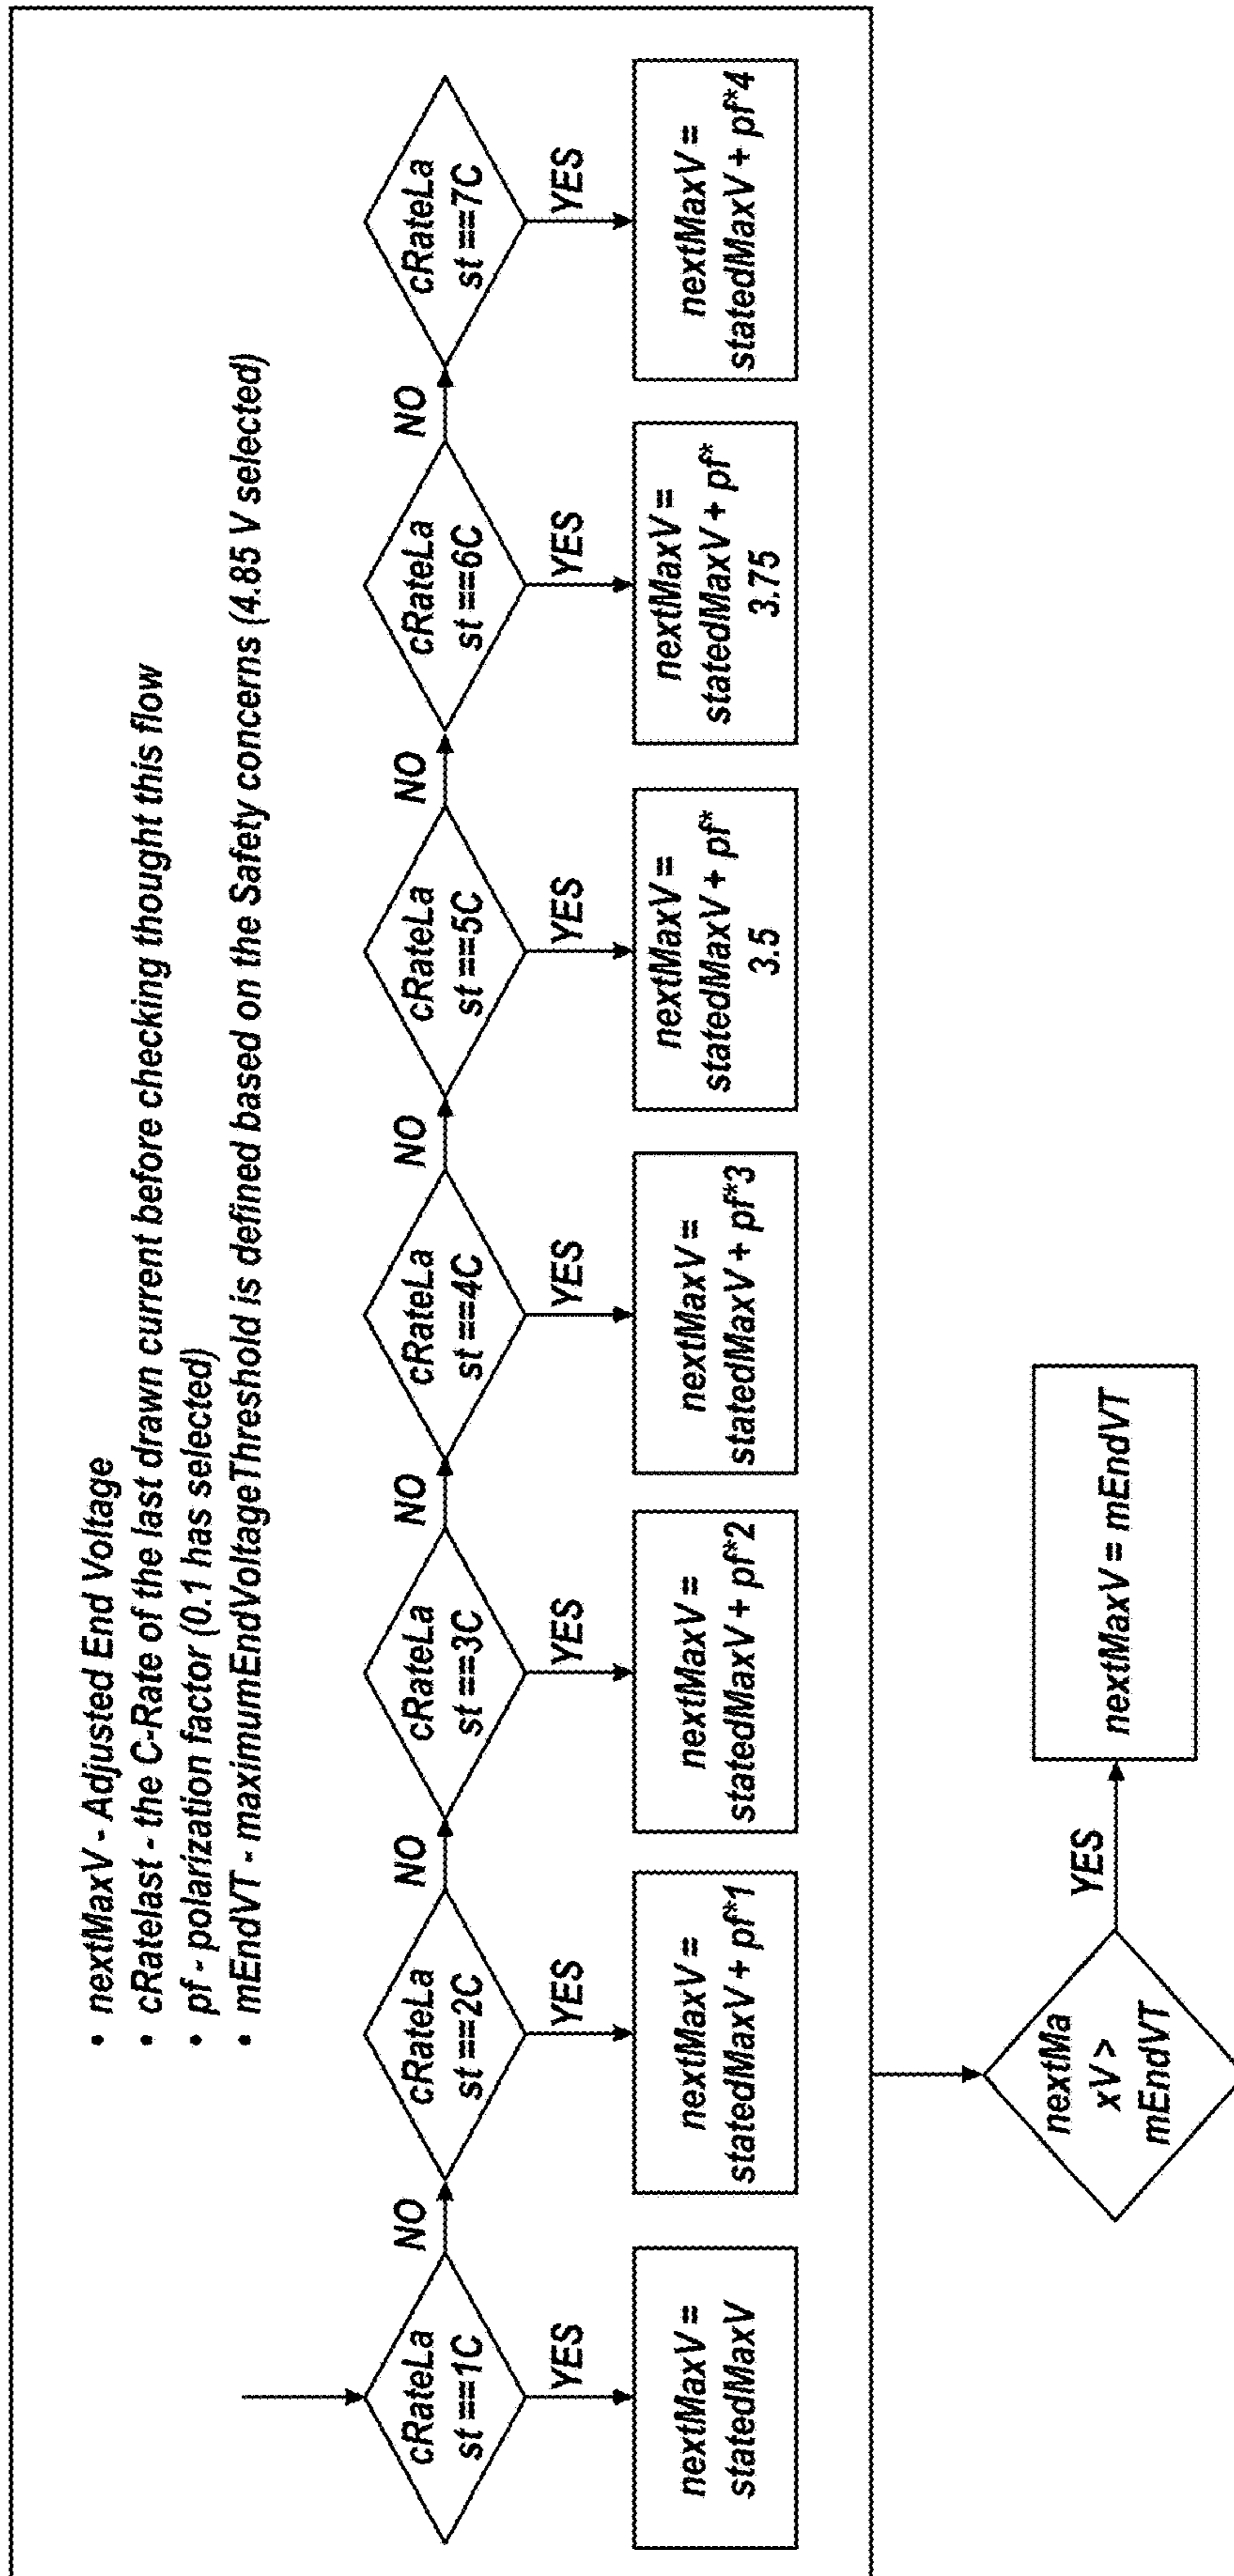 • nextMaxV - Adjusted End Voltage
• cRatelast - the C-Rate of the last drawn current before checking thought this flow
• pf - polarization factor (0.1 has selected)
• mEndVT - maximumEndVoltageThreshold is defined based on the Safety concerns (4.85 V selected)
cRateLa
st ==1C
NO
cRateLa
st ==2C
NO
cRateLa
st ==3C
NO
cRateLa
st ==4C
NO
cRateLa
st ==5C
NO
cRateLa
st ==6C
NO
cRateLa
st ==7C
YES
YES
YES
YES
YES
YES
YES
nextMaxV =
statedMaxV
nextMaxV =
statedMaxV + pf*1
nextMaxV =
statedMaxV + pf*2
nextMaxV =
statedMaxV + pf*3
nextMaxV =
statedMaxV + pf*
3.5
nextMaxV =
statedMaxV + pf*
3.75
nextMaxV =
statedMaxV + pf*4
nextMa
xV >
mEndVT
YES
nextMaxV = mEndVT